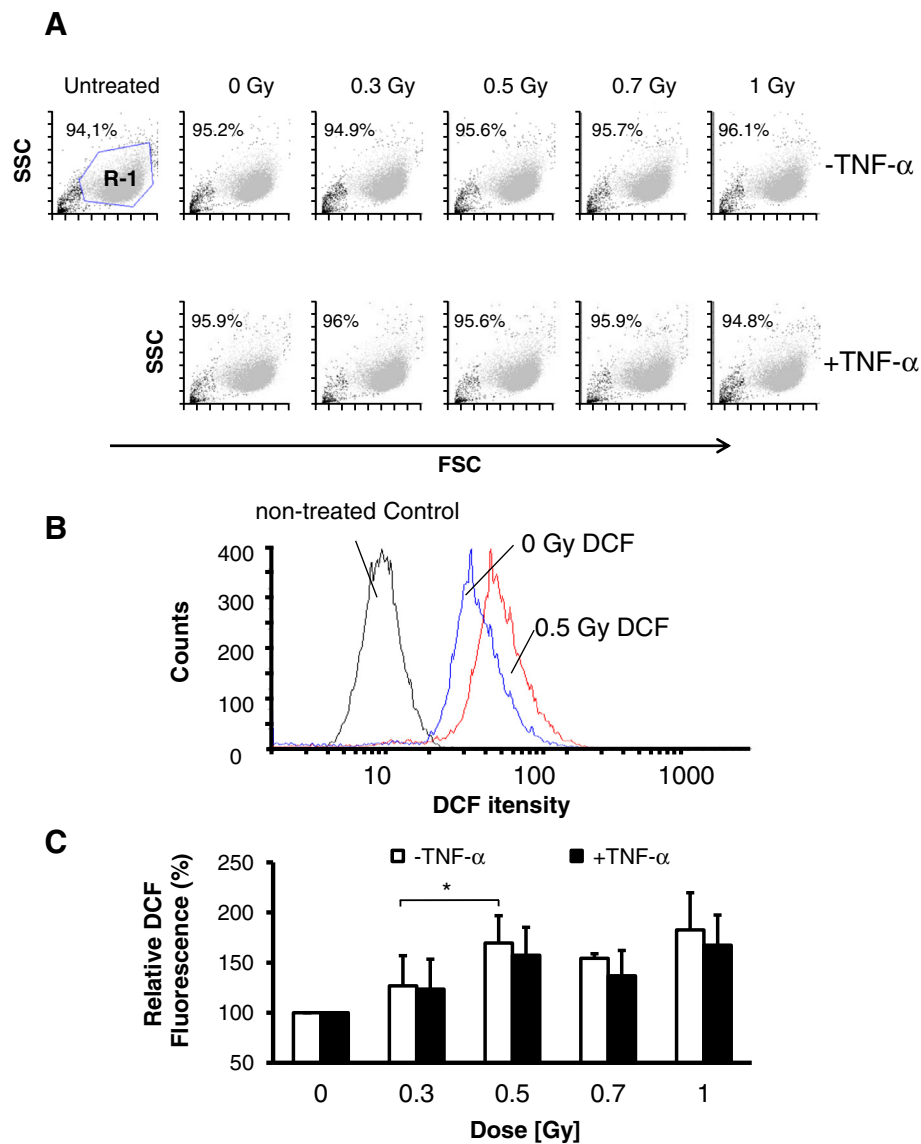 A
Untreated 0 Gy 0.3 Gy 0.5 Gy 0.7 Gy 1 Gy
94,1% 95.2% 94.9% 95.6% 95.7% 96.1%
SSC
R-1
-TNF-α
95.9% 96% 95.6% 95.9% 94.8%
SSC
+TNF-α
FSC
B
non-treated Control
0 Gy DCF
0.5 Gy DCF
Counts
400
300
200
100
0
10 100 1000
DCF itensity
C
-TNF-α +TNF-α
Relative DCF
Fluorescence (%)
250
200
150
100
50
*
0 0.3 0.5 0.7 1
Dose [Gy]